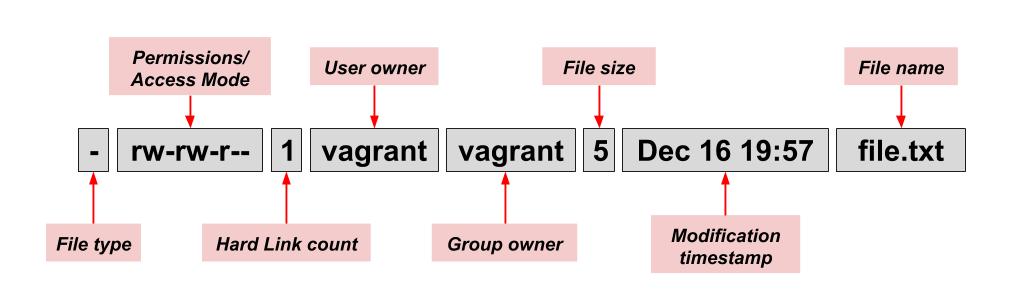 Permissions/
Access Mode
User owner
File size
File name
- rw-rw-r-- 1 vagrant vagrant 5 Dec 16 19:57 file.txt
File type
Hard Link count
Group owner
Modification
timestamp